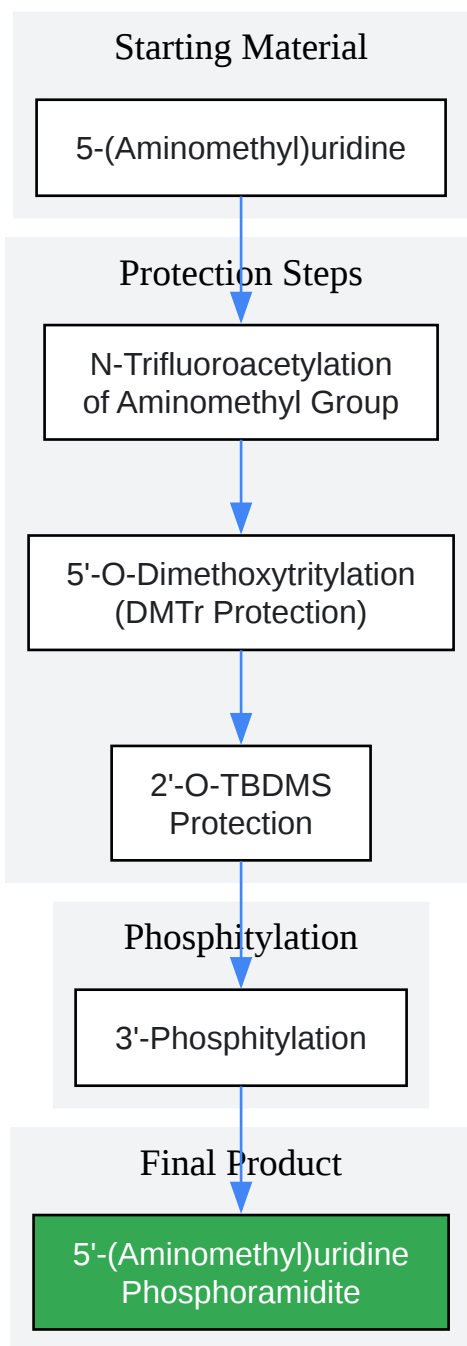 Starting Material
5-(Aminomethyl)uridine
Protection Steps
N-Trifluoroacetylation
of Aminomethyl Group
5'-O-Dimethoxytritylation
(DMTr Protection)
2'-O-TBDMS
Protection
Phosphitylation
3'-Phosphitylation
Final Product
5'-(Aminomethyl)uridine
Phosphoramidite